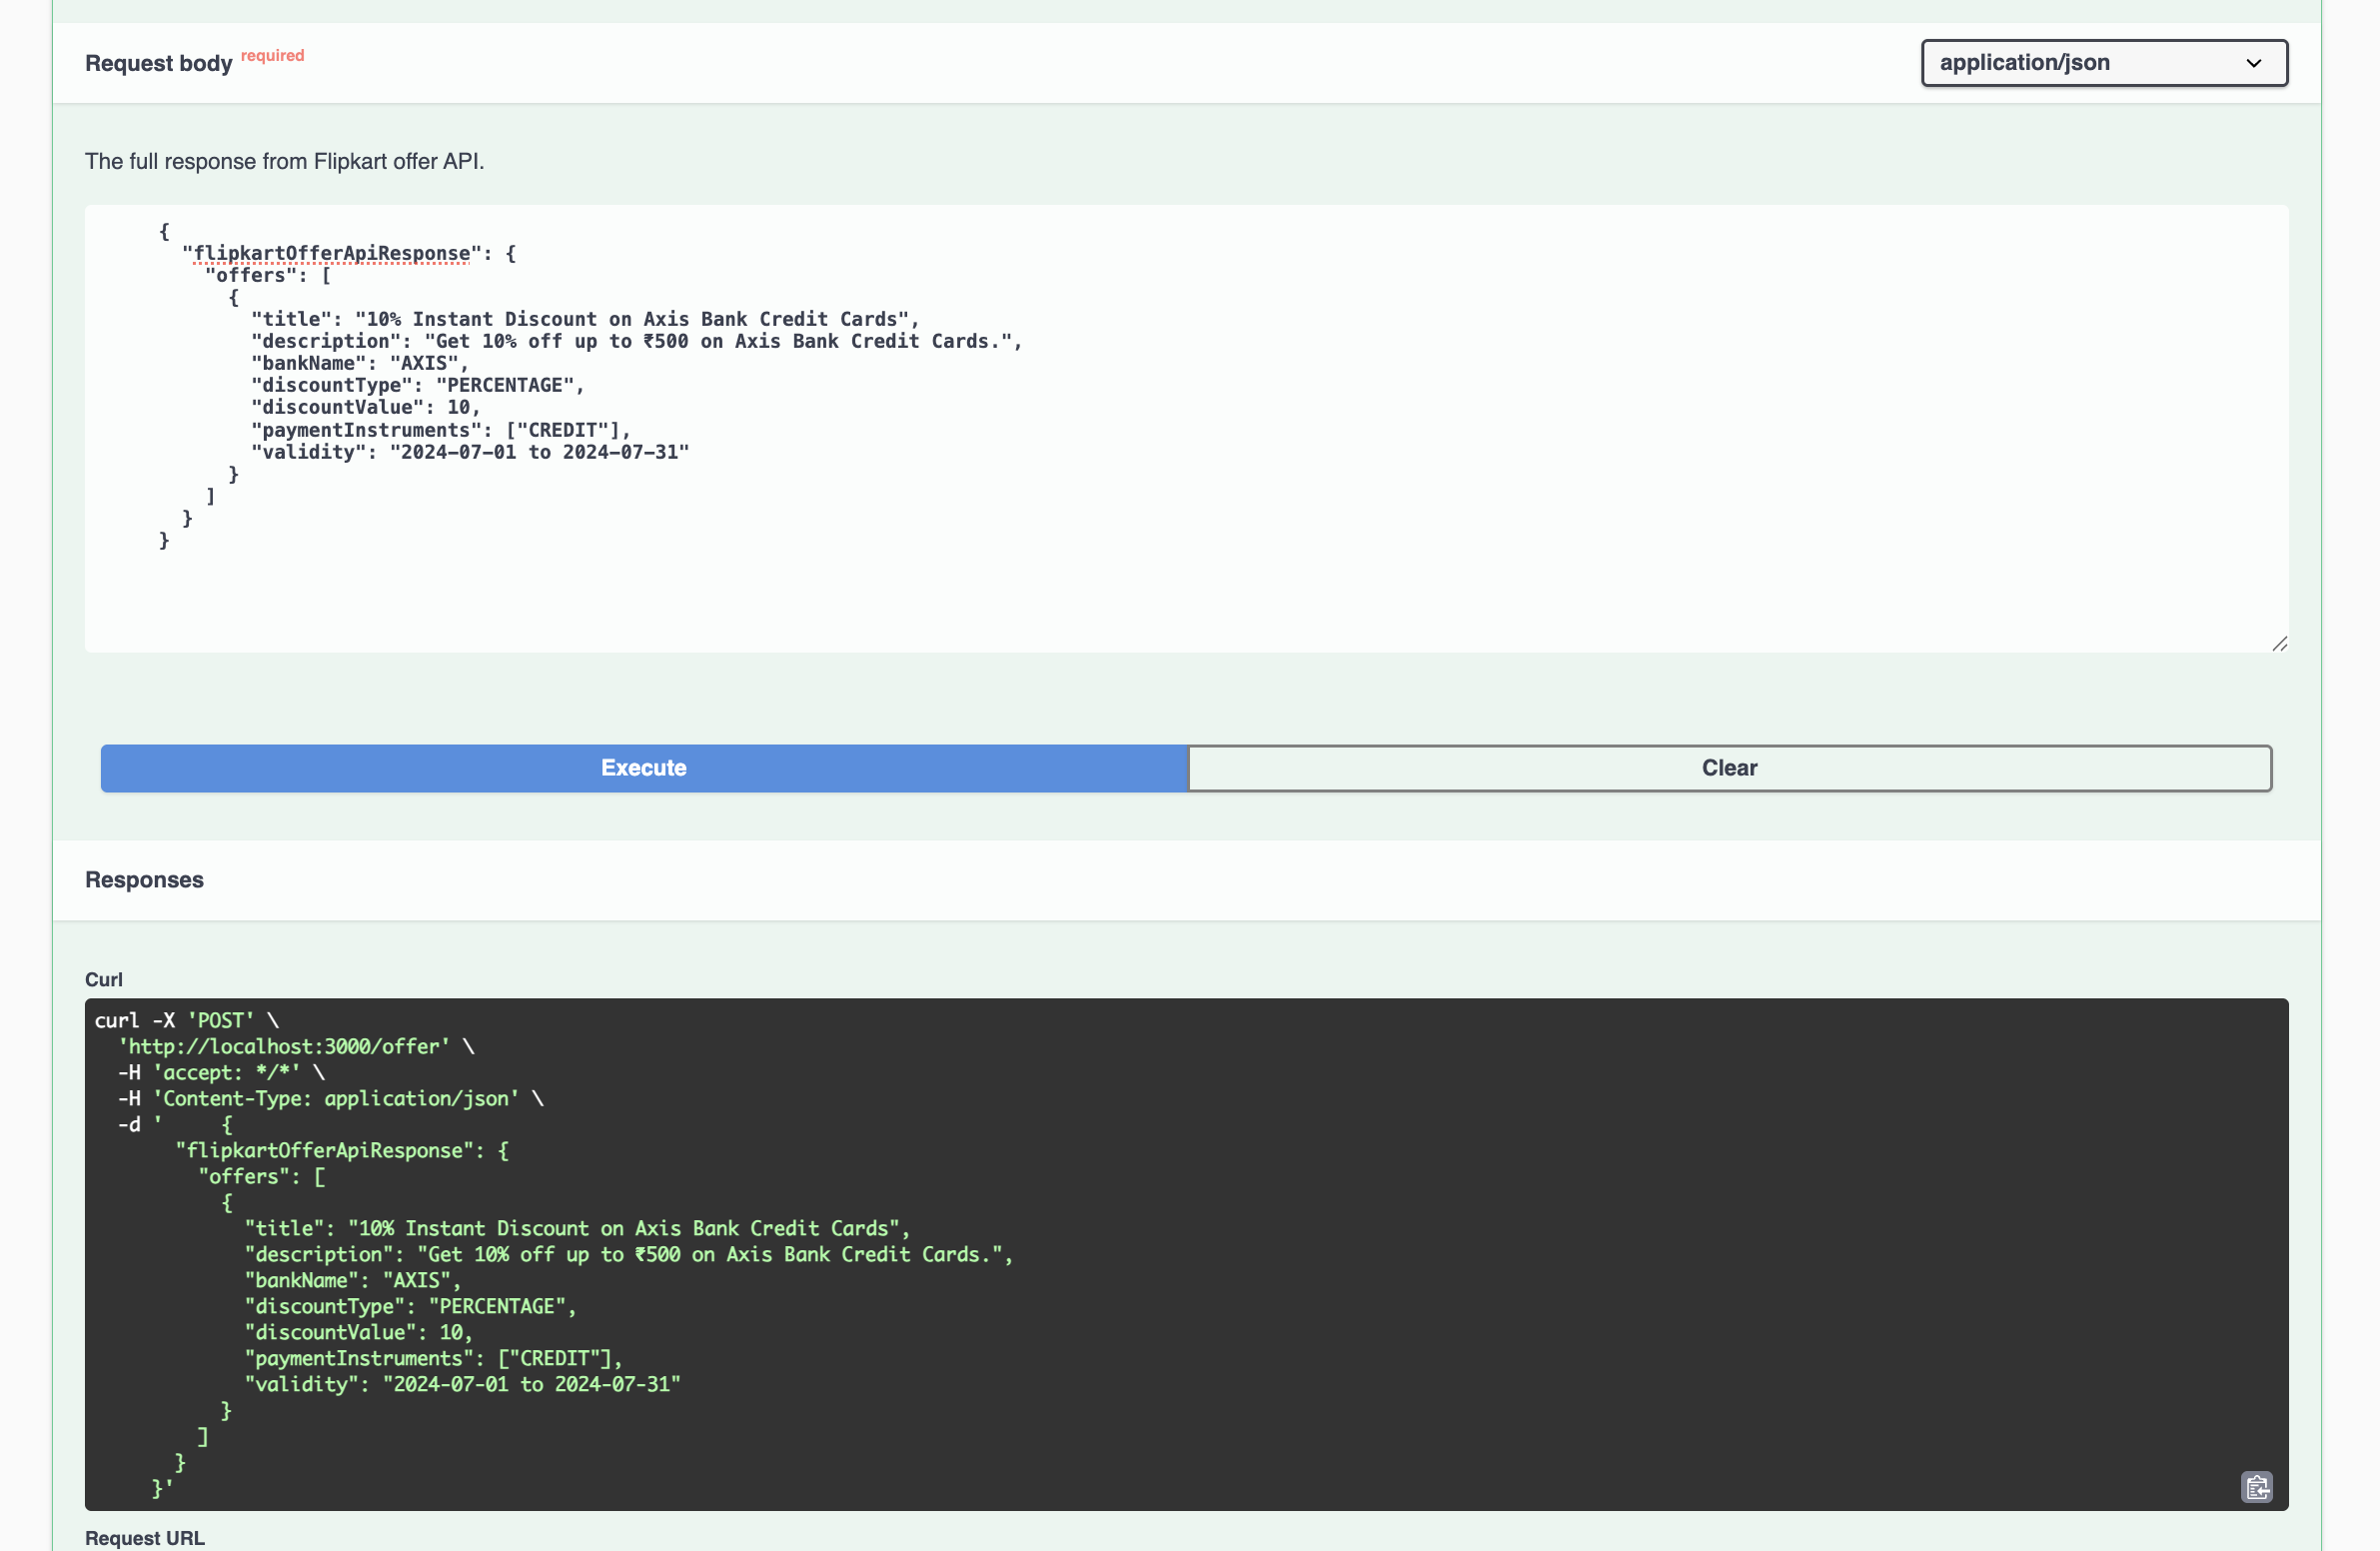 Request body required
application/json
The full response from Flipkart offer API.
{
"flipkartOfferApiResponse": {
"offers": [
{
"title": "10% Instant Discount on Axis Bank Credit Cards",
"description": "Get 10% off up to ₹500 on Axis Bank Credit Cards.",
"bankName": "AXIS",
"discountType": "PERCENTAGE",
"discountValue": 10,
"paymentInstruments": ["CREDIT"],
"validity": "2024-07-01 to 2024-07-31"
}
]
}
}
Execute
Clear
Responses
Curl
curl -X 'POST' \
'http://localhost:3000/offer' \
-H 'accept: */*' \
-H 'Content-Type: application/json' \
-d '     {
"flipkartOfferApiResponse": {
"offers": [
{
"title": "10% Instant Discount on Axis Bank Credit Cards",
"description": "Get 10% off up to ₹500 on Axis Bank Credit Cards.",
"bankName": "AXIS",
"discountType": "PERCENTAGE",
"discountValue": 10,
"paymentInstruments": ["CREDIT"],
"validity": "2024-07-01 to 2024-07-31"
}
]
}
}'
Request URL